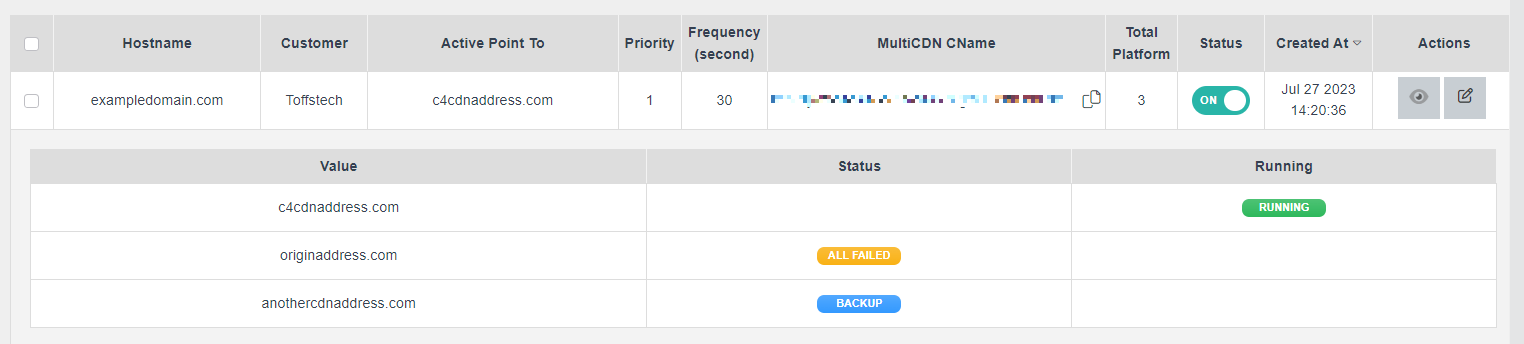 Hostname Customer Active Point To Priority Frequency (second) MultiCDN CName Total Platform Status Created At Actions
exampledomain.com Toffstech c4cdnaddress.com 1 30 3 ON Jul 27 2023 14:20:36
Value Status Running
c4cdnaddress.com RUNNING
originaddress.com ALL FAILED
anothercdnaddress.com BACKUP